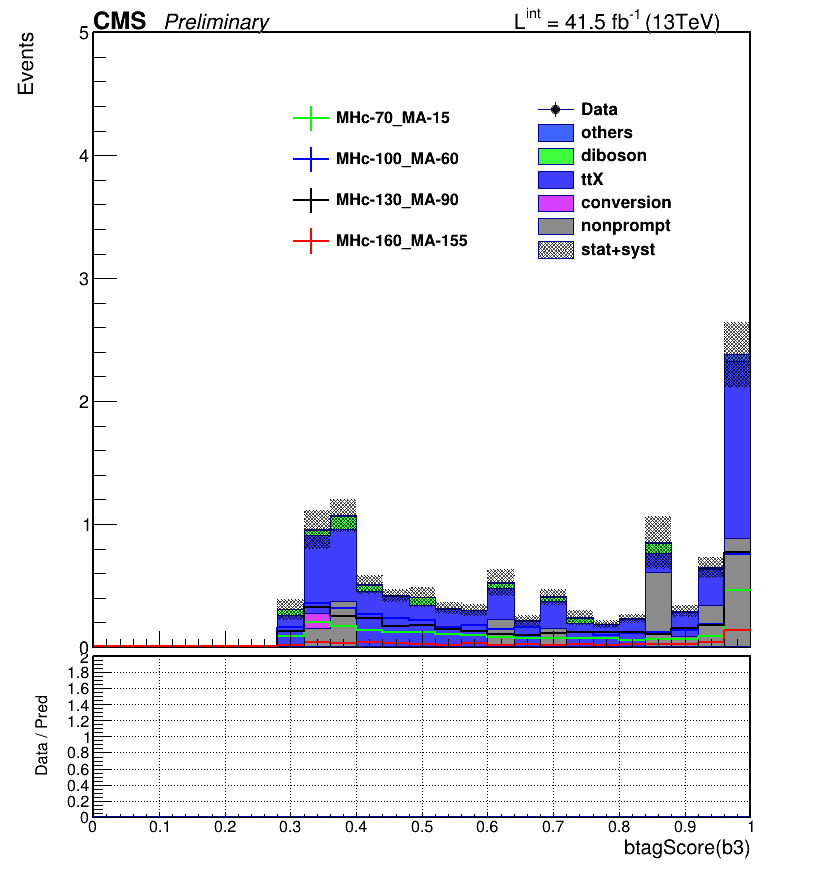 CMS Preliminary L^int = 41.5 fb^-1 (13TeV)
Events
5
4
3
2
1
0
MHc-70_MA-15
MHc-100_MA-60
MHc-130_MA-90
MHc-160_MA-155
Data
others
diboson
ttX
conversion
nonprompt
stat+syst
Data / Pred
2
1.8
1.6
1.4
1.2
1
0.8
0.6
0.4
0.2
0
0 0.1 0.2 0.3 0.4 0.5 0.6 0.7 0.8 0.9 1
btagScore(b3)